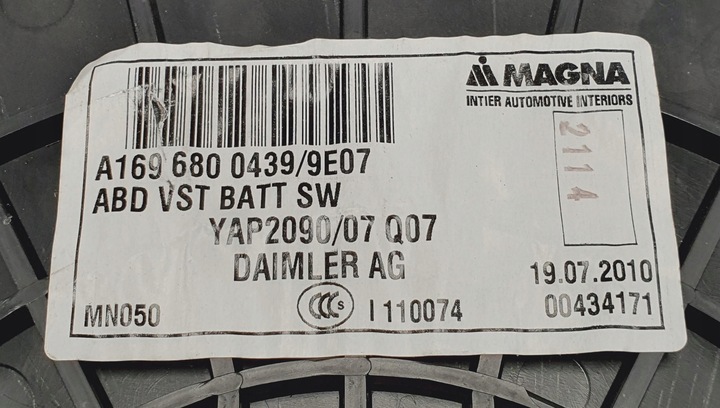 MAGNA
INTIER AUTOMOTIVE INTERIORS
2114
A169 680 0439/9E07
ABD VST BATT SW
YAP2090/07 Q07
DAIMLER AG
19.07.2010
MN050 CCC S I 110074 00434171